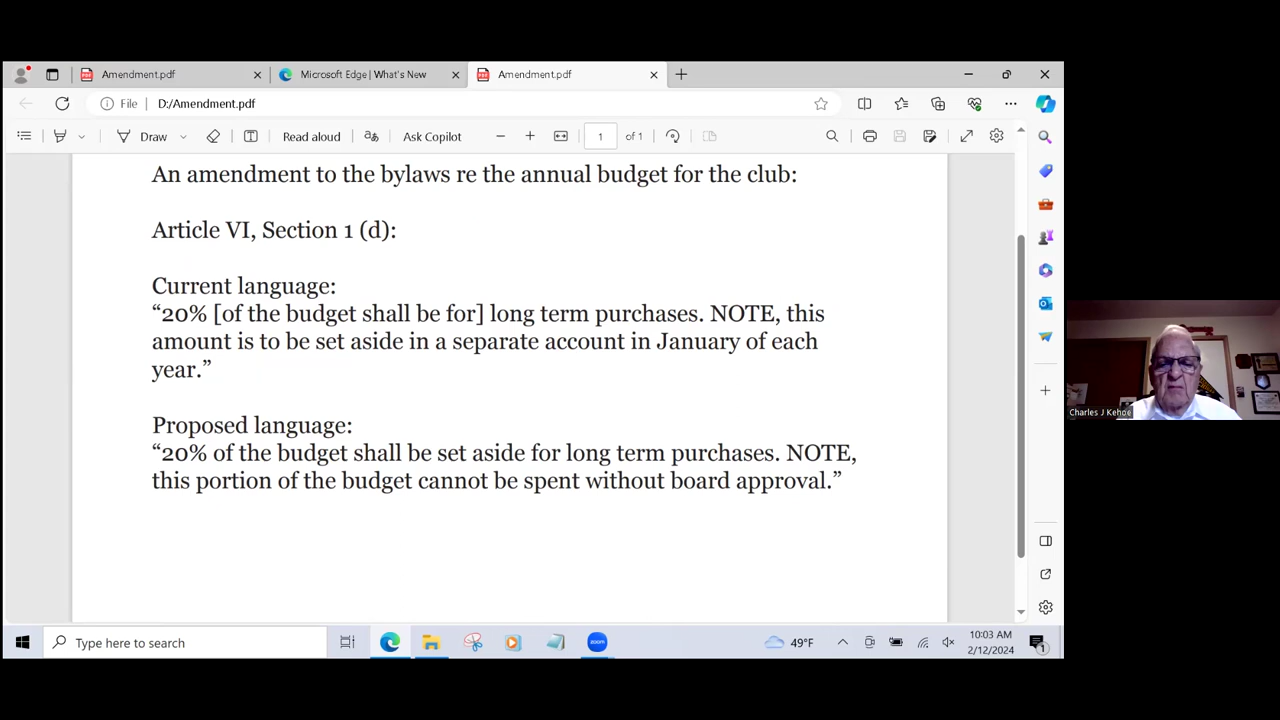 Amendment.pdf
Microsoft Edge | What's New
Amendment.pdf
File
D:/Amendment.pdf
Draw
Read aloud
Ask Copilot
1
of 1
An amendment to the bylaws re the annual budget for the club:
Article VI, Section 1 (d):
Current language:
“20% [of the budget shall be for] long term purchases. NOTE, this
amount is to be set aside in a separate account in January of each
year.”
Proposed language:
“20% of the budget shall be set aside for long term purchases. NOTE,
this portion of the budget cannot be spent without board approval.”
Charles J Kehoe
Type here to search
zoom
49°F
10:03 AM
2/12/2024
1